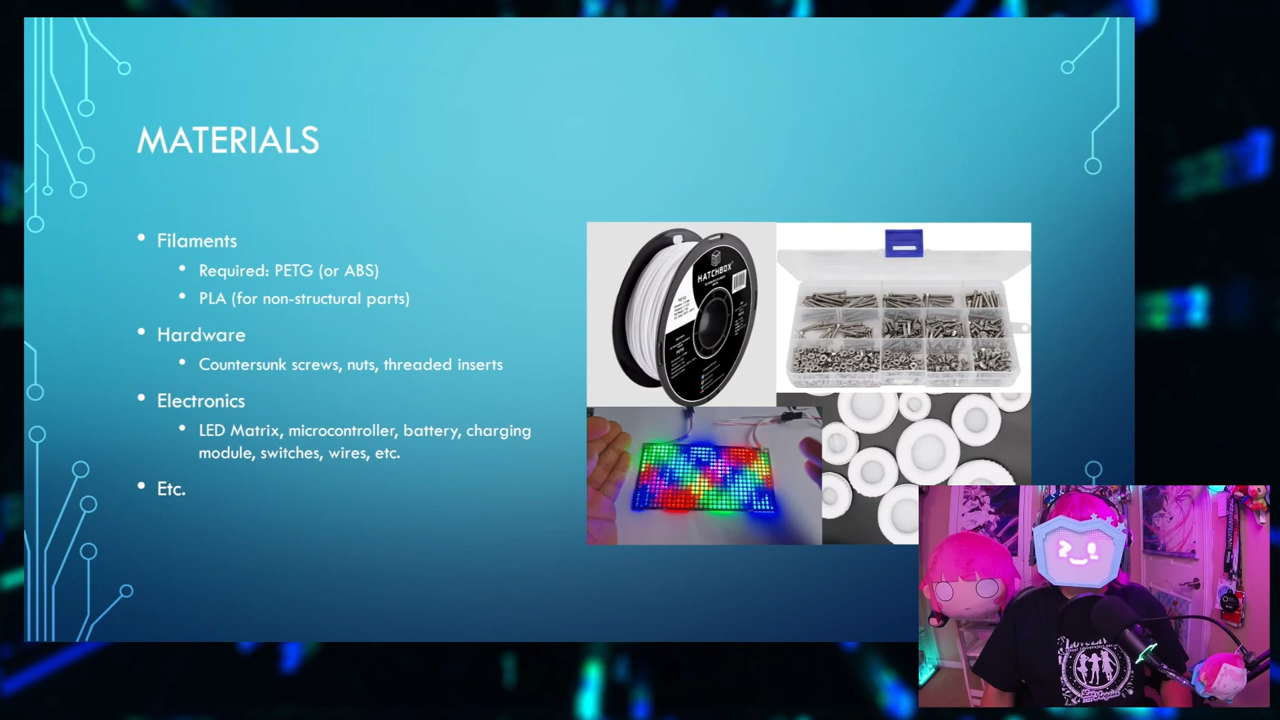 MATERIALS
• Filaments
• Required: PETG (or ABS)
• PLA (for non-structural parts)
• Hardware
• Countersunk screws, nuts, threaded inserts
• Electronics
• LED Matrix, microcontroller, battery, charging
module, switches, wires, etc.
• Etc.
HATCHBOX